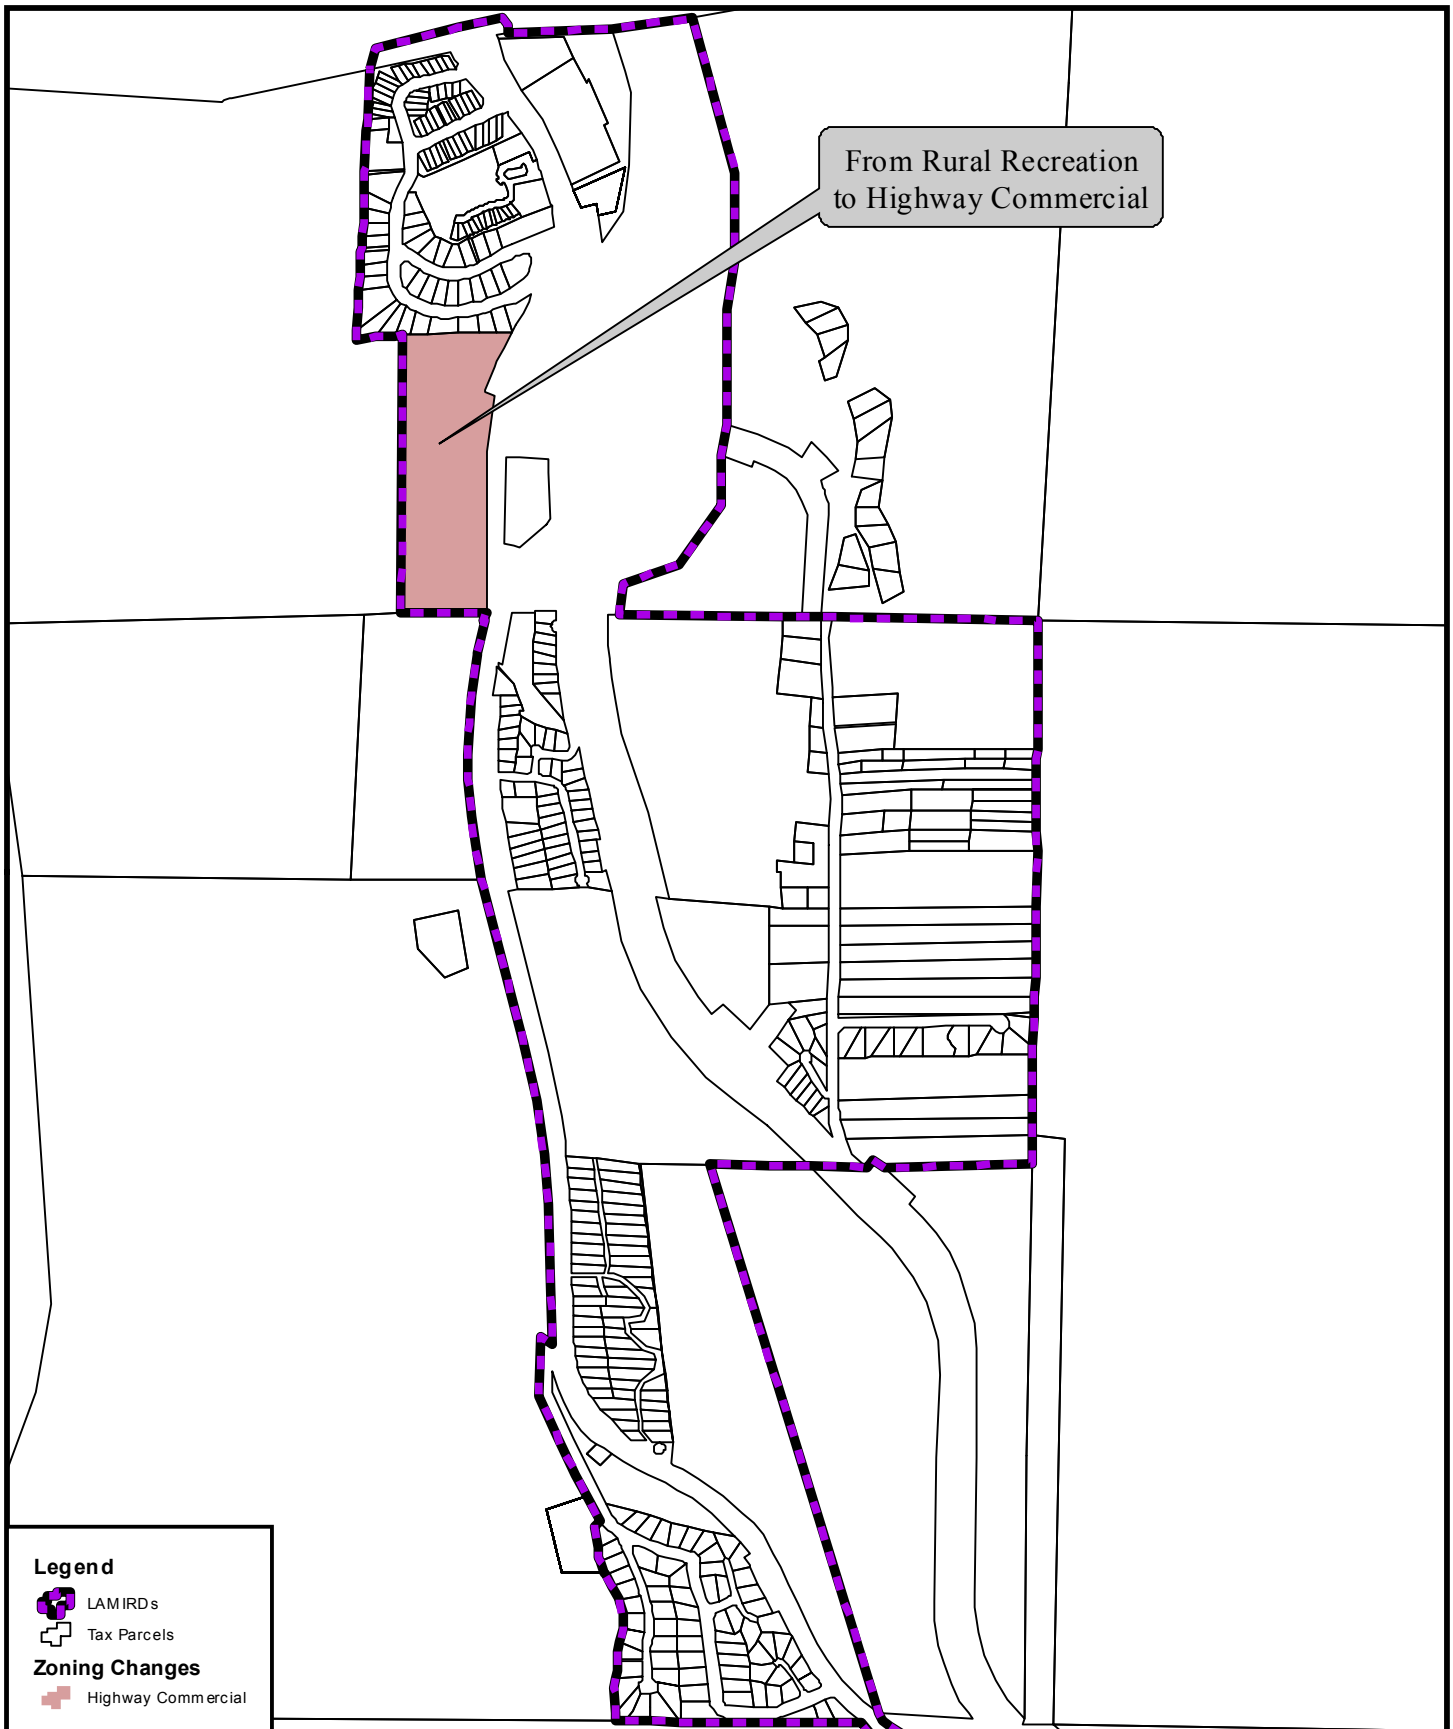 From Rural Recreation
to Highway Commercial
Legend
LAMIRDs
Tax Parcels
Zoning Changes
Highway Commercial